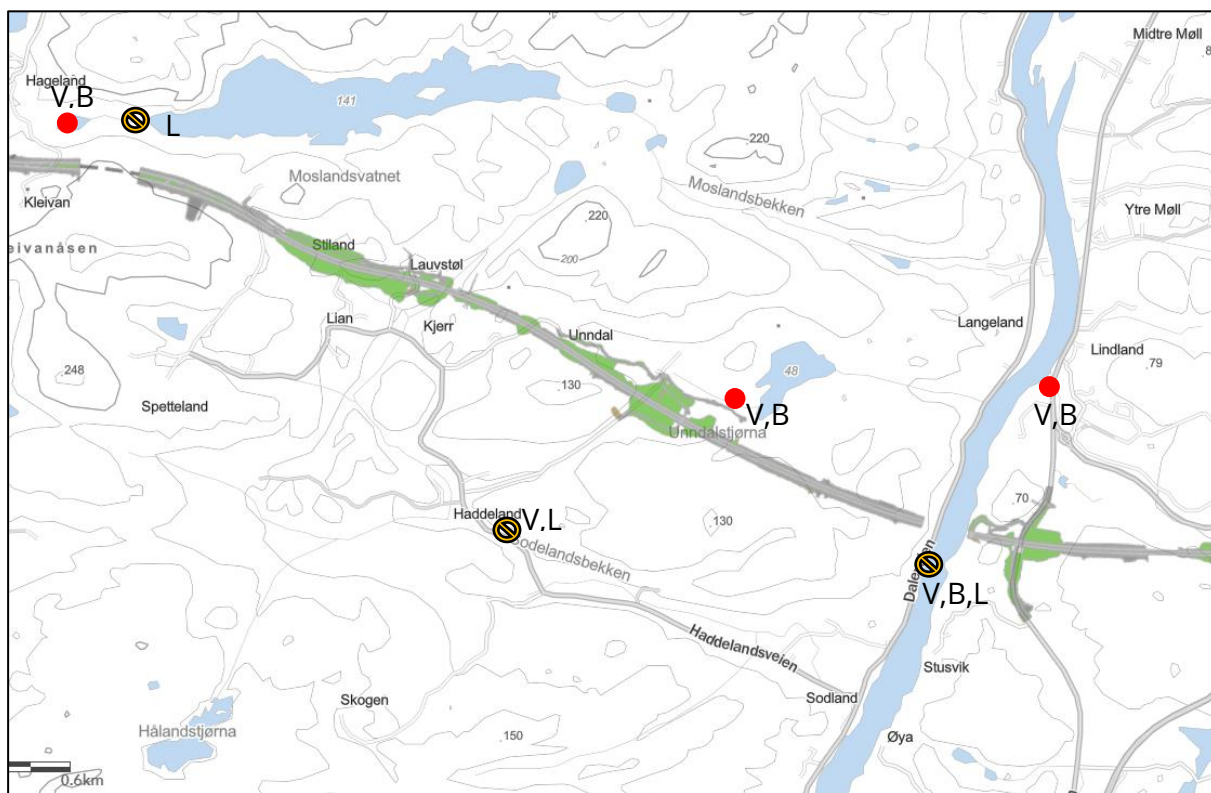 Midtre Møll
Hageland
V,B
141
L
220
Moslandsvatnet
Moslandsbekken
Kleivan
Ytre Møll
220
eivanåsen
Stiland
Lauvstøl
200
Lian
Kjerr
Unndal
Langeland
Lindland
79
248
130
48
Spetteland
V,B
V,B
Unndalstjørna
Haddeland
V,L
130
70
Sodelandsbekken
V,B,L
Haddelandsveien
Stusvik
Skogen
Sodland
Hålandstjørna
150
Øya
0.6km